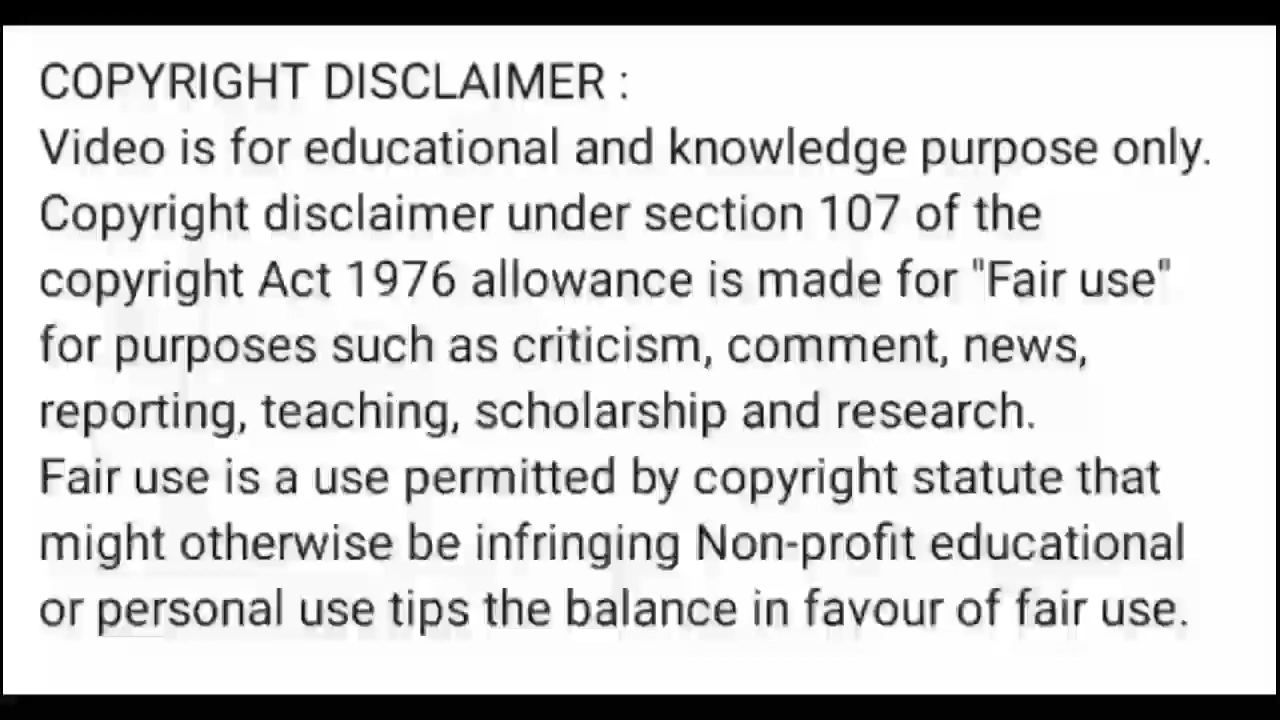 COPYRIGHT DISCLAIMER :
Video is for educational and knowledge purpose only.
Copyright disclaimer under section 107 of the
copyright Act 1976 allowance is made for "Fair use"
for purposes such as criticism, comment, news,
reporting, teaching, scholarship and research.
Fair use is a use permitted by copyright statute that
might otherwise be infringing Non-profit educational
or personal use tips the balance in favour of fair use.